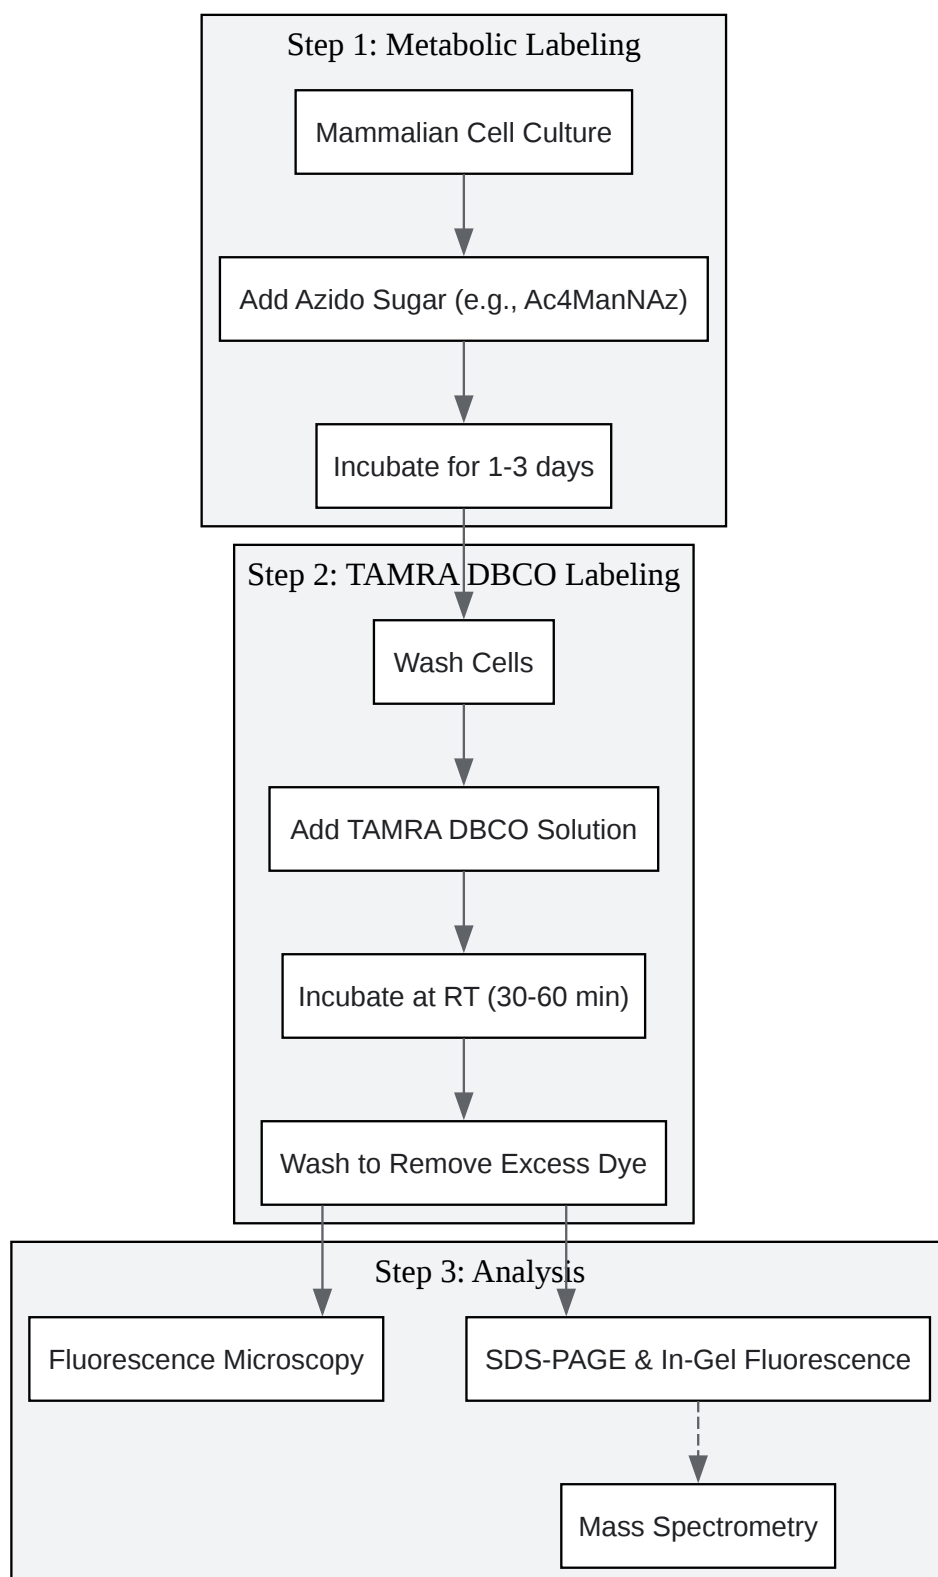 Step 1: Metabolic Labeling
Mammalian Cell Culture
Add Azido Sugar (e.g., Ac4ManNAz)
Incubate for 1-3 days
Step 2: TAMRA DBCO Labeling
Wash Cells
Add TAMRA DBCO Solution
Incubate at RT (30-60 min)
Wash to Remove Excess Dye
Step 3: Analysis
Fluorescence Microscopy
SDS-PAGE & In-Gel Fluorescence
Mass Spectrometry